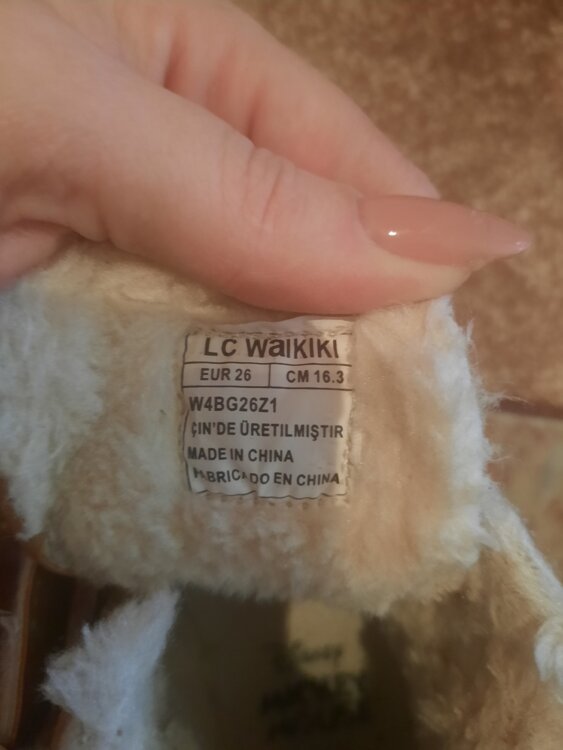 LC WaiKiKi
EUR 26 CM 16.3
W4BG26Z1
ÇIN'DE ÜRETILMIŞTIR
MADE IN CHINA
FABRICADO EN CHINA